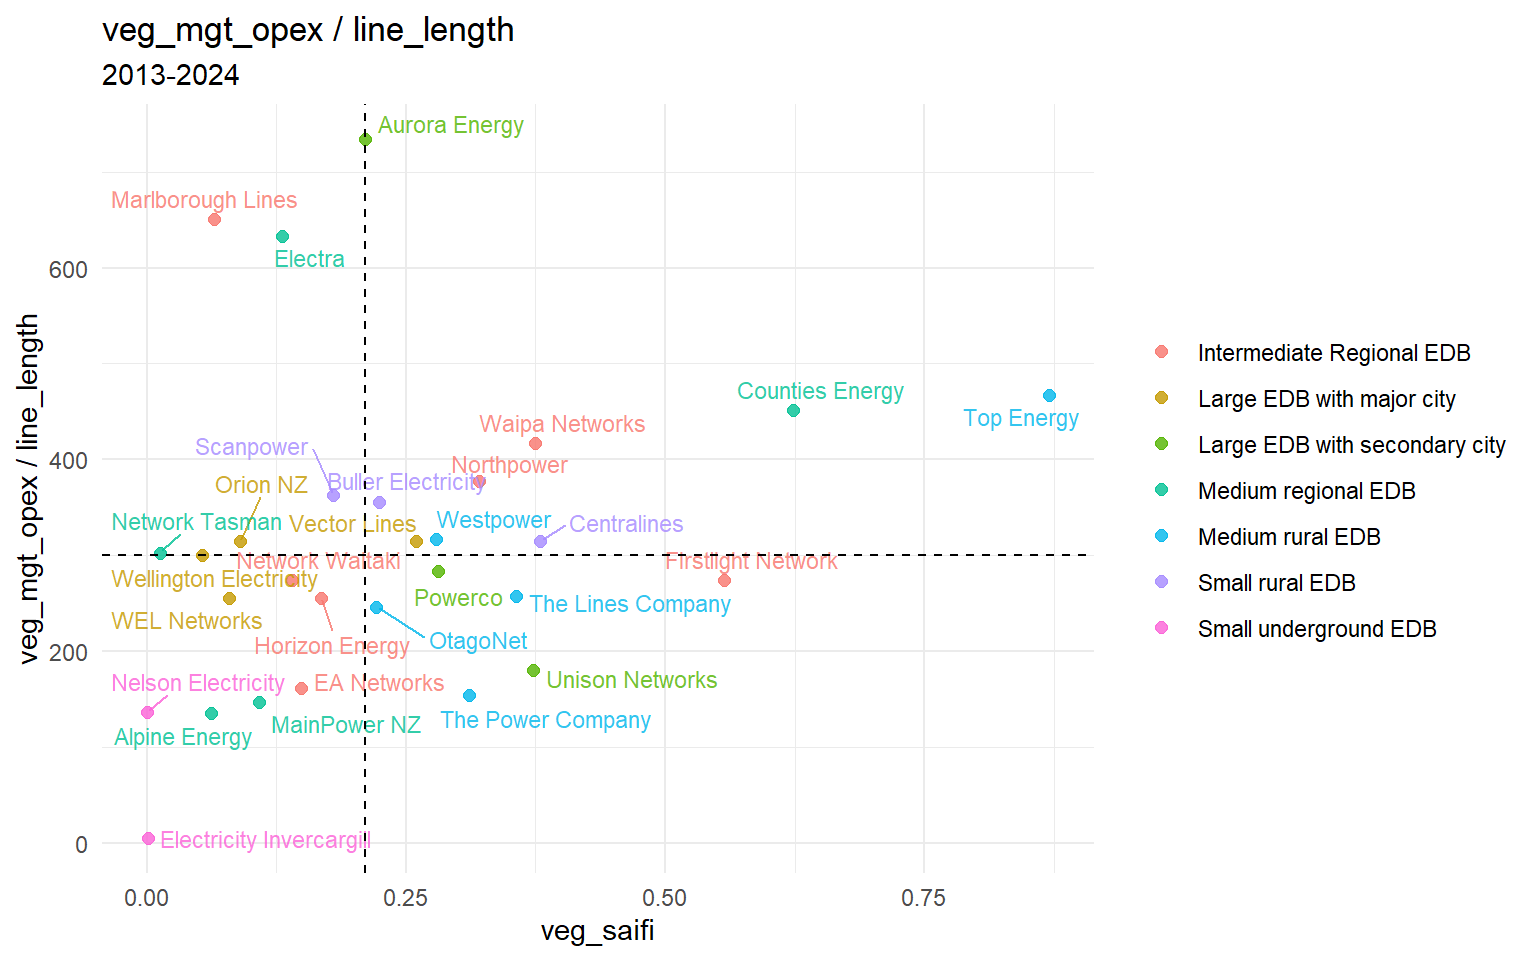 veg_mgt_opex / line_length
2013-2024
Aurora Energy
Marlborough Lines
Electra
600
Counties Energy
Top Energy
Waipa Networks
Scanpower
400
Northpower
Buller Electricity
Orion NZ
Network Tasman
Vector Lines
Westpower
Centralines
Network Waitaki
Firstlight Network
Wellington Electricity
Powerco
The Lines Company
WEL Networks
Horizon Energy
OtagoNet
200
Nelson Electricity
EA Networks
Unison Networks
The Power Company
MainPower NZ
Alpine Energy
Electricity Invercargill
0
0.00
0.25
0.50
0.75
veg_saifi
veg_mgt_opex / line_length
Intermediate Regional EDB
Large EDB with major city
Large EDB with secondary city
Medium regional EDB
Medium rural EDB
Small rural EDB
Small underground EDB